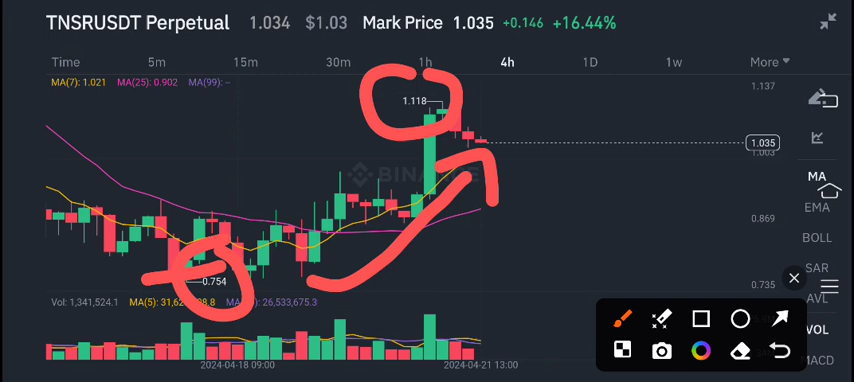 TNSRUSDT Perpetual 1.034 $1.03 Mark Price 1.035 +0.146 +16.44%
Time 5m 15m 30m 1h 4h 1D 1w More
MA(7): 1.021 MA(25): 0.902 MA(99): --
1.137
1.118
1.035
1.003
0.869
0.754
0.735
MA
EMA
BOLL
SAR
AVL
VOL
MACD
Vol: 1,341,524.1 26,533,675.3
2024-04-18 09:00 2024-04-21 13:00